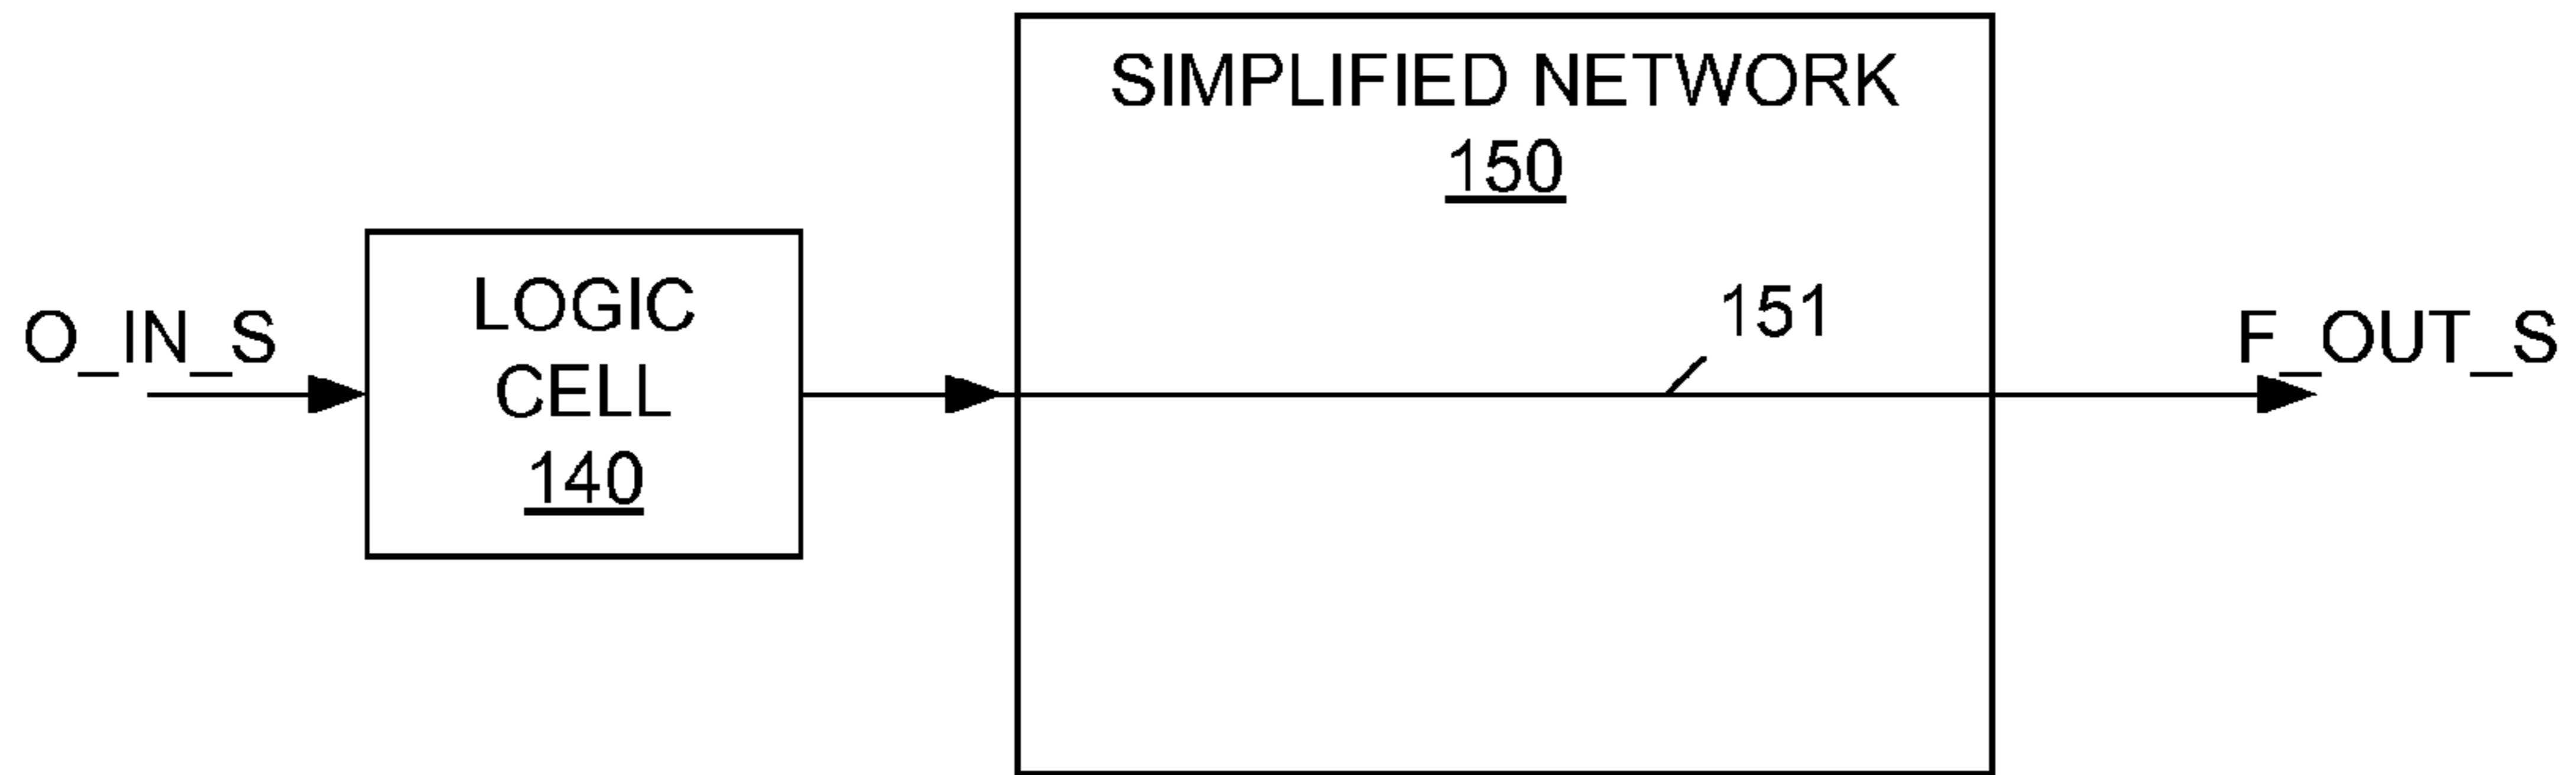 SIMPLIFIED NETWORK
150
LOGIC
CELL
140
O_IN_S
151
F_OUT_S